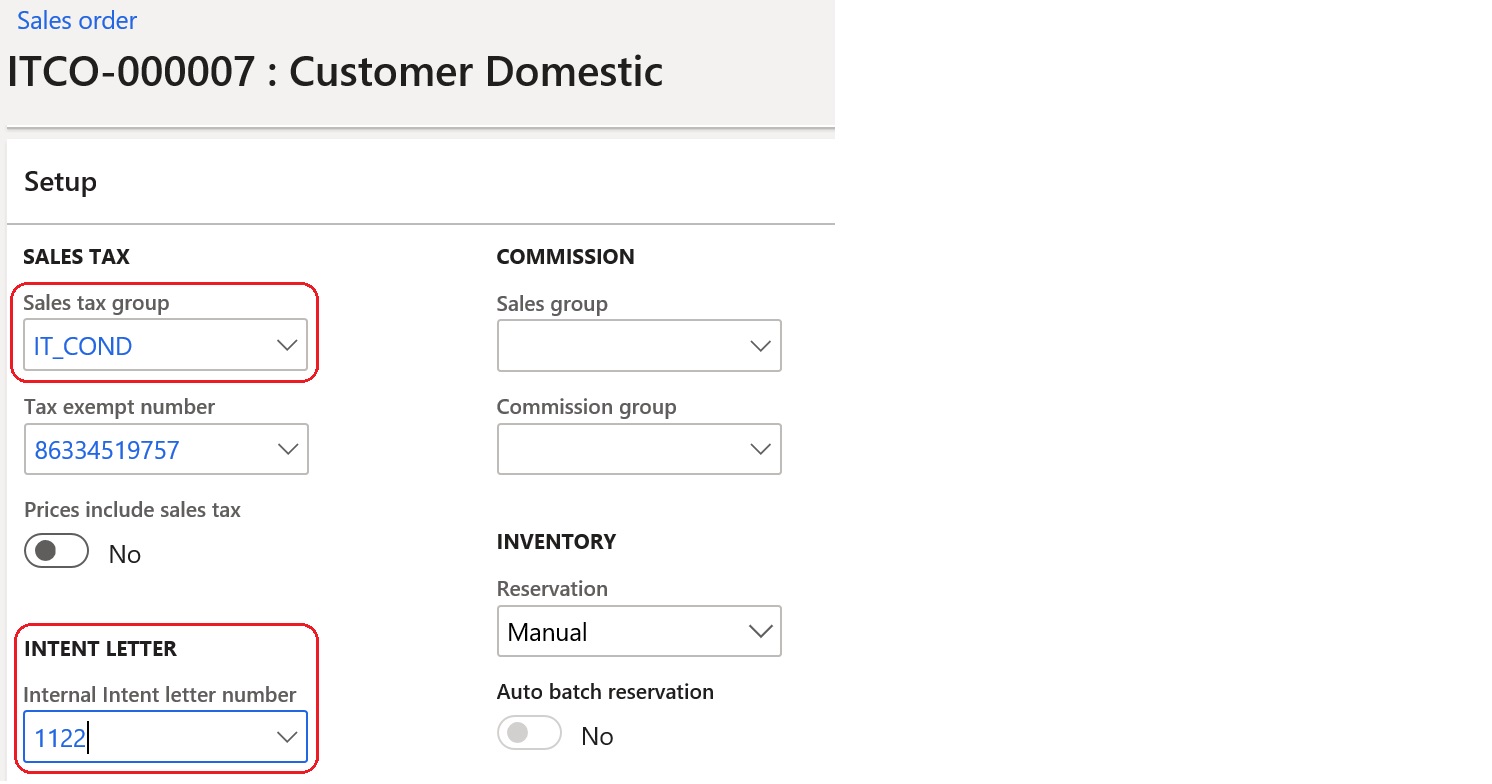 Sales order
ITCO-000007 : Customer Domestic
Setup
SALES TAX
Sales tax group
IT_COND
Tax exempt number
86334519757
Prices include sales tax
No
INTENT LETTER
Internal Intent letter number
1122
COMMISSION
Sales group
Commission group
INVENTORY
Reservation
Manual
Auto batch reservation
No